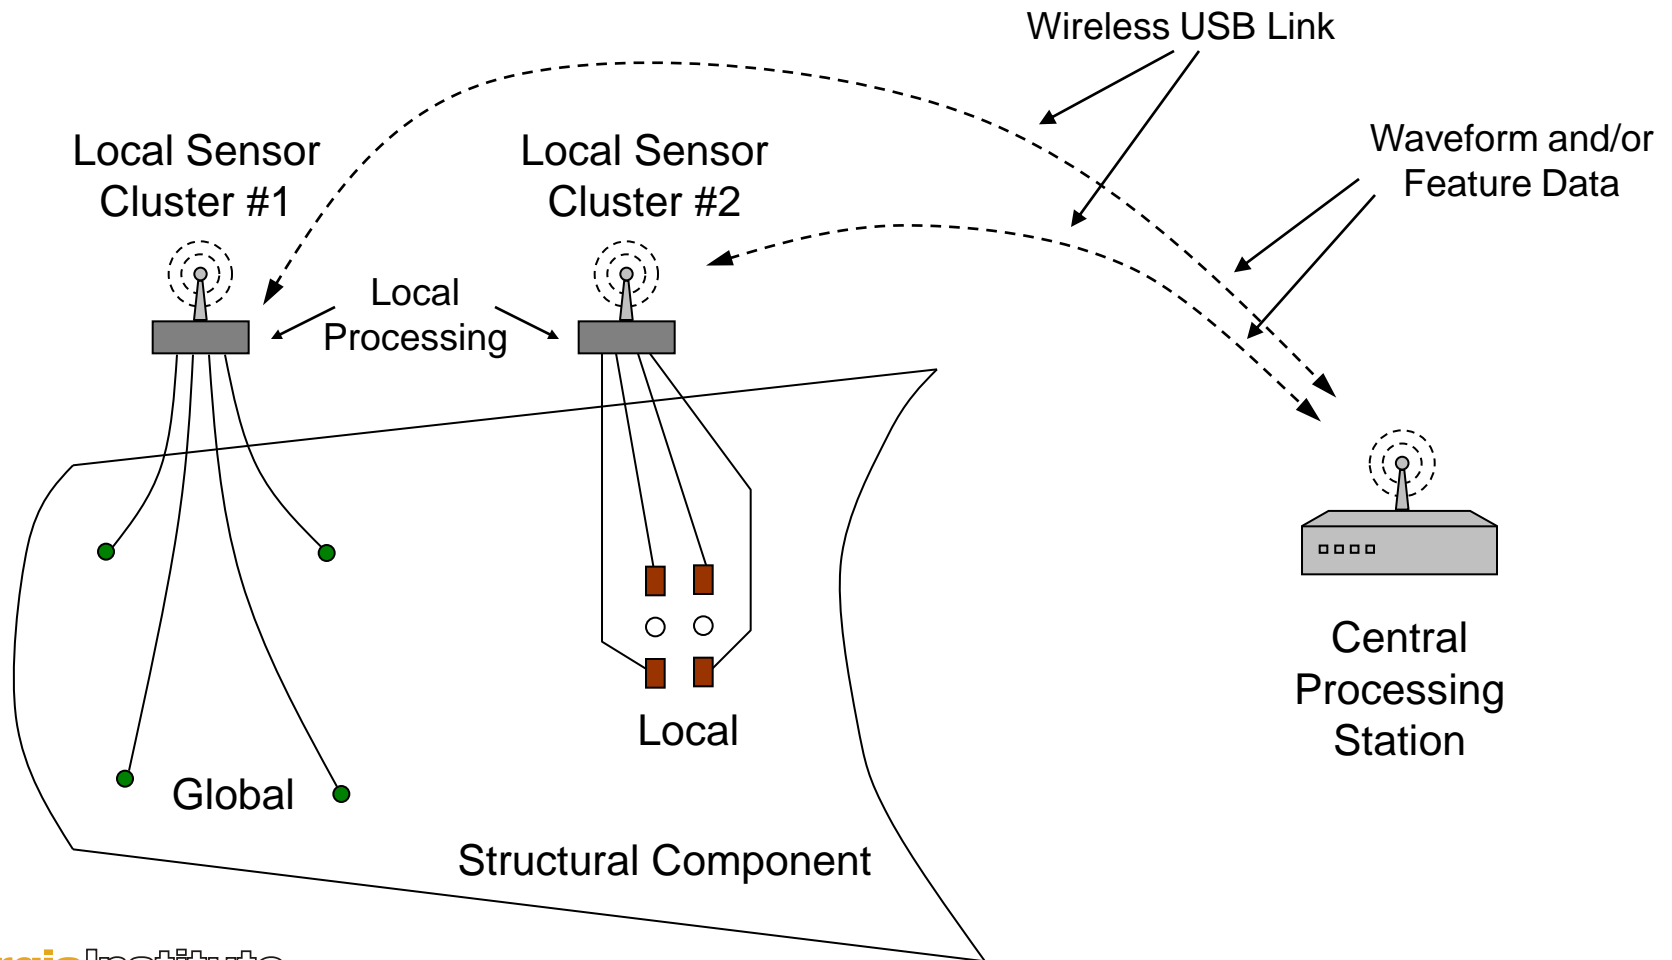 Wireless USB Link
Waveform and/or
Feature Data
Local Sensor
Cluster #1
Local Sensor
Cluster #2
Local
Processing
Central
Processing
Station
Local
Global
Structural Component